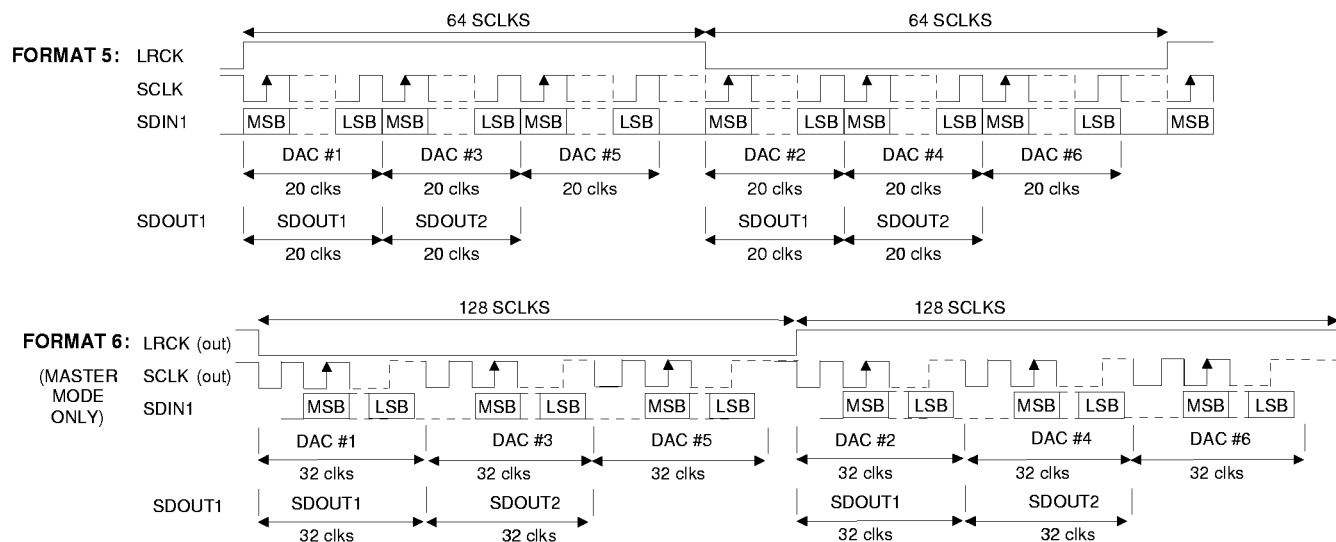 64 SCLKS 64 SCLKS
FORMAT 5: LRCK
SCLK
SDIN1 MSB LSB MSB LSB MSB LSB MSB LSB MSB LSB MSB LSB MSB
DAC #1 DAC #3 DAC #5 DAC #2 DAC #4 DAC #6
20 clks 20 clks 20 clks 20 clks 20 clks 20 clks
SDOUT1 SDOUT1 SDOUT2 SDOUT1 SDOUT2
20 clks 20 clks 20 clks 20 clks
128 SCLKS 128 SCLKS
FORMAT 6: LRCK (out)
(MASTER MODE ONLY) SCLK (out)
SDIN1 MSB LSB MSB LSB MSB LSB MSB LSB MSB LSB MSB LSB
DAC #1 DAC #3 DAC #5 DAC #2 DAC #4 DAC #6
32 clks 32 clks 32 clks 32 clks 32 clks 32 clks
SDOUT1 SDOUT1 SDOUT2 SDOUT1 SDOUT2
32 clks 32 clks 32 clks 32 clks